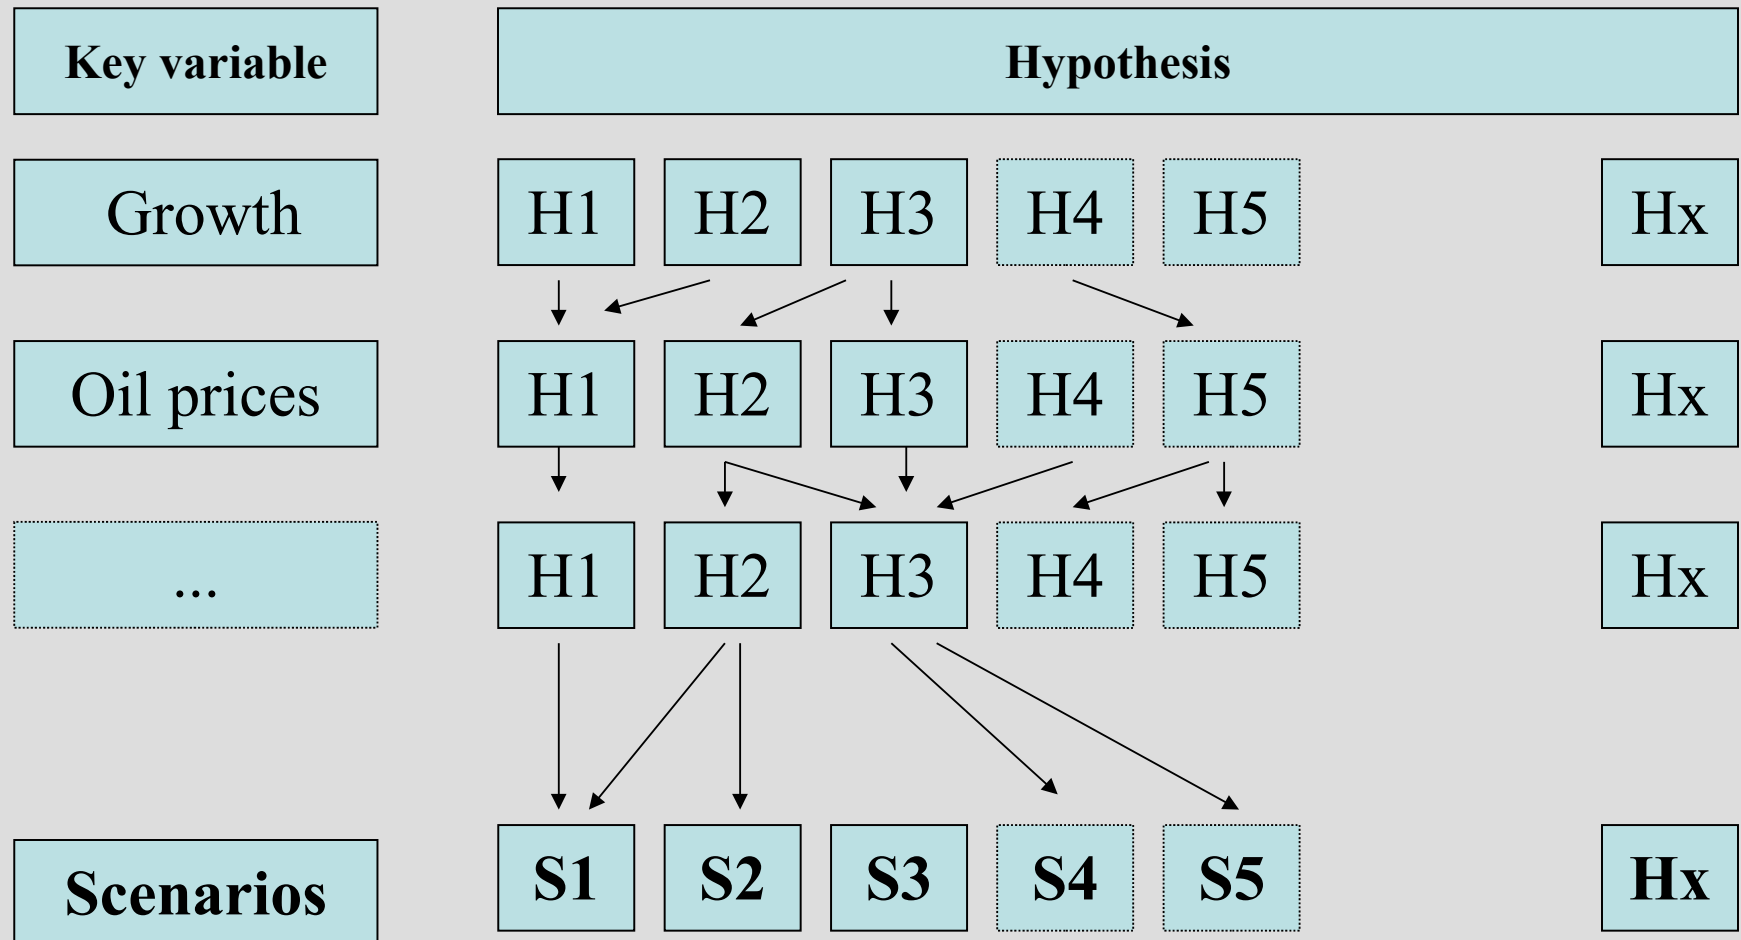 Key variable Hypothesis
Growth H1 H2 H3 H4 H5 Hx
Oil prices H1 H2 H3 H4 H5 Hx
... H1 H2 H3 H4 H5 Hx
Scenarios S1 S2 S3 S4 S5 Hx